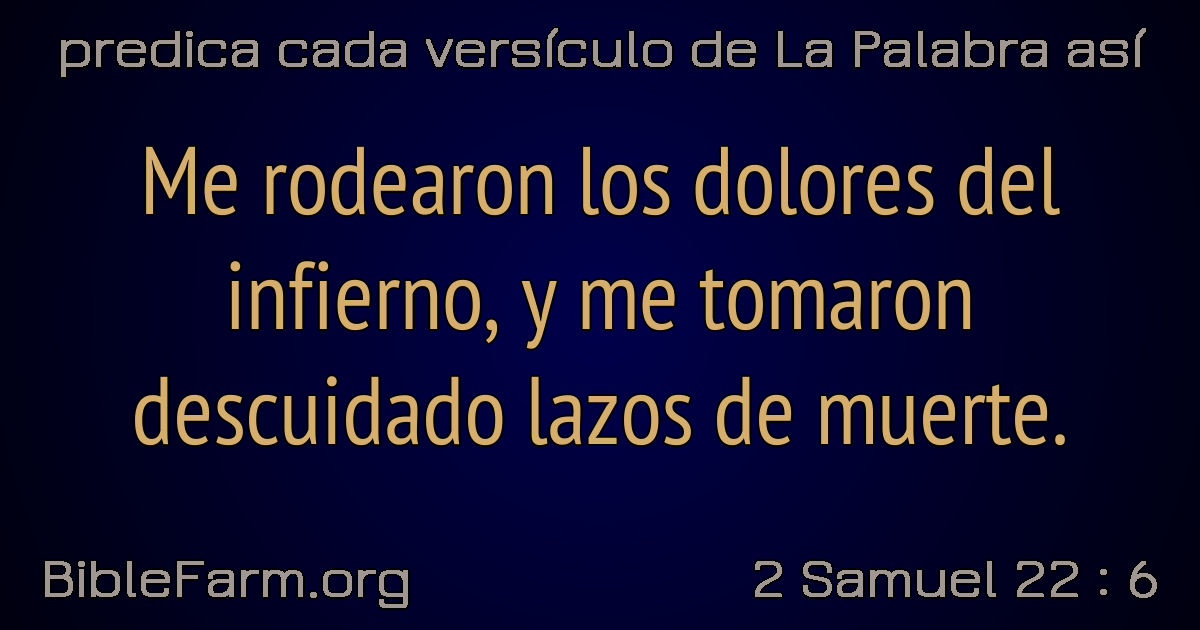 predica cada versículo de La Palabra así
Me rodearon los dolores del
infierno, y me tomaron
descuidado lazos de muerte.
BibleFarm.org
2 Samuel 22 : 6